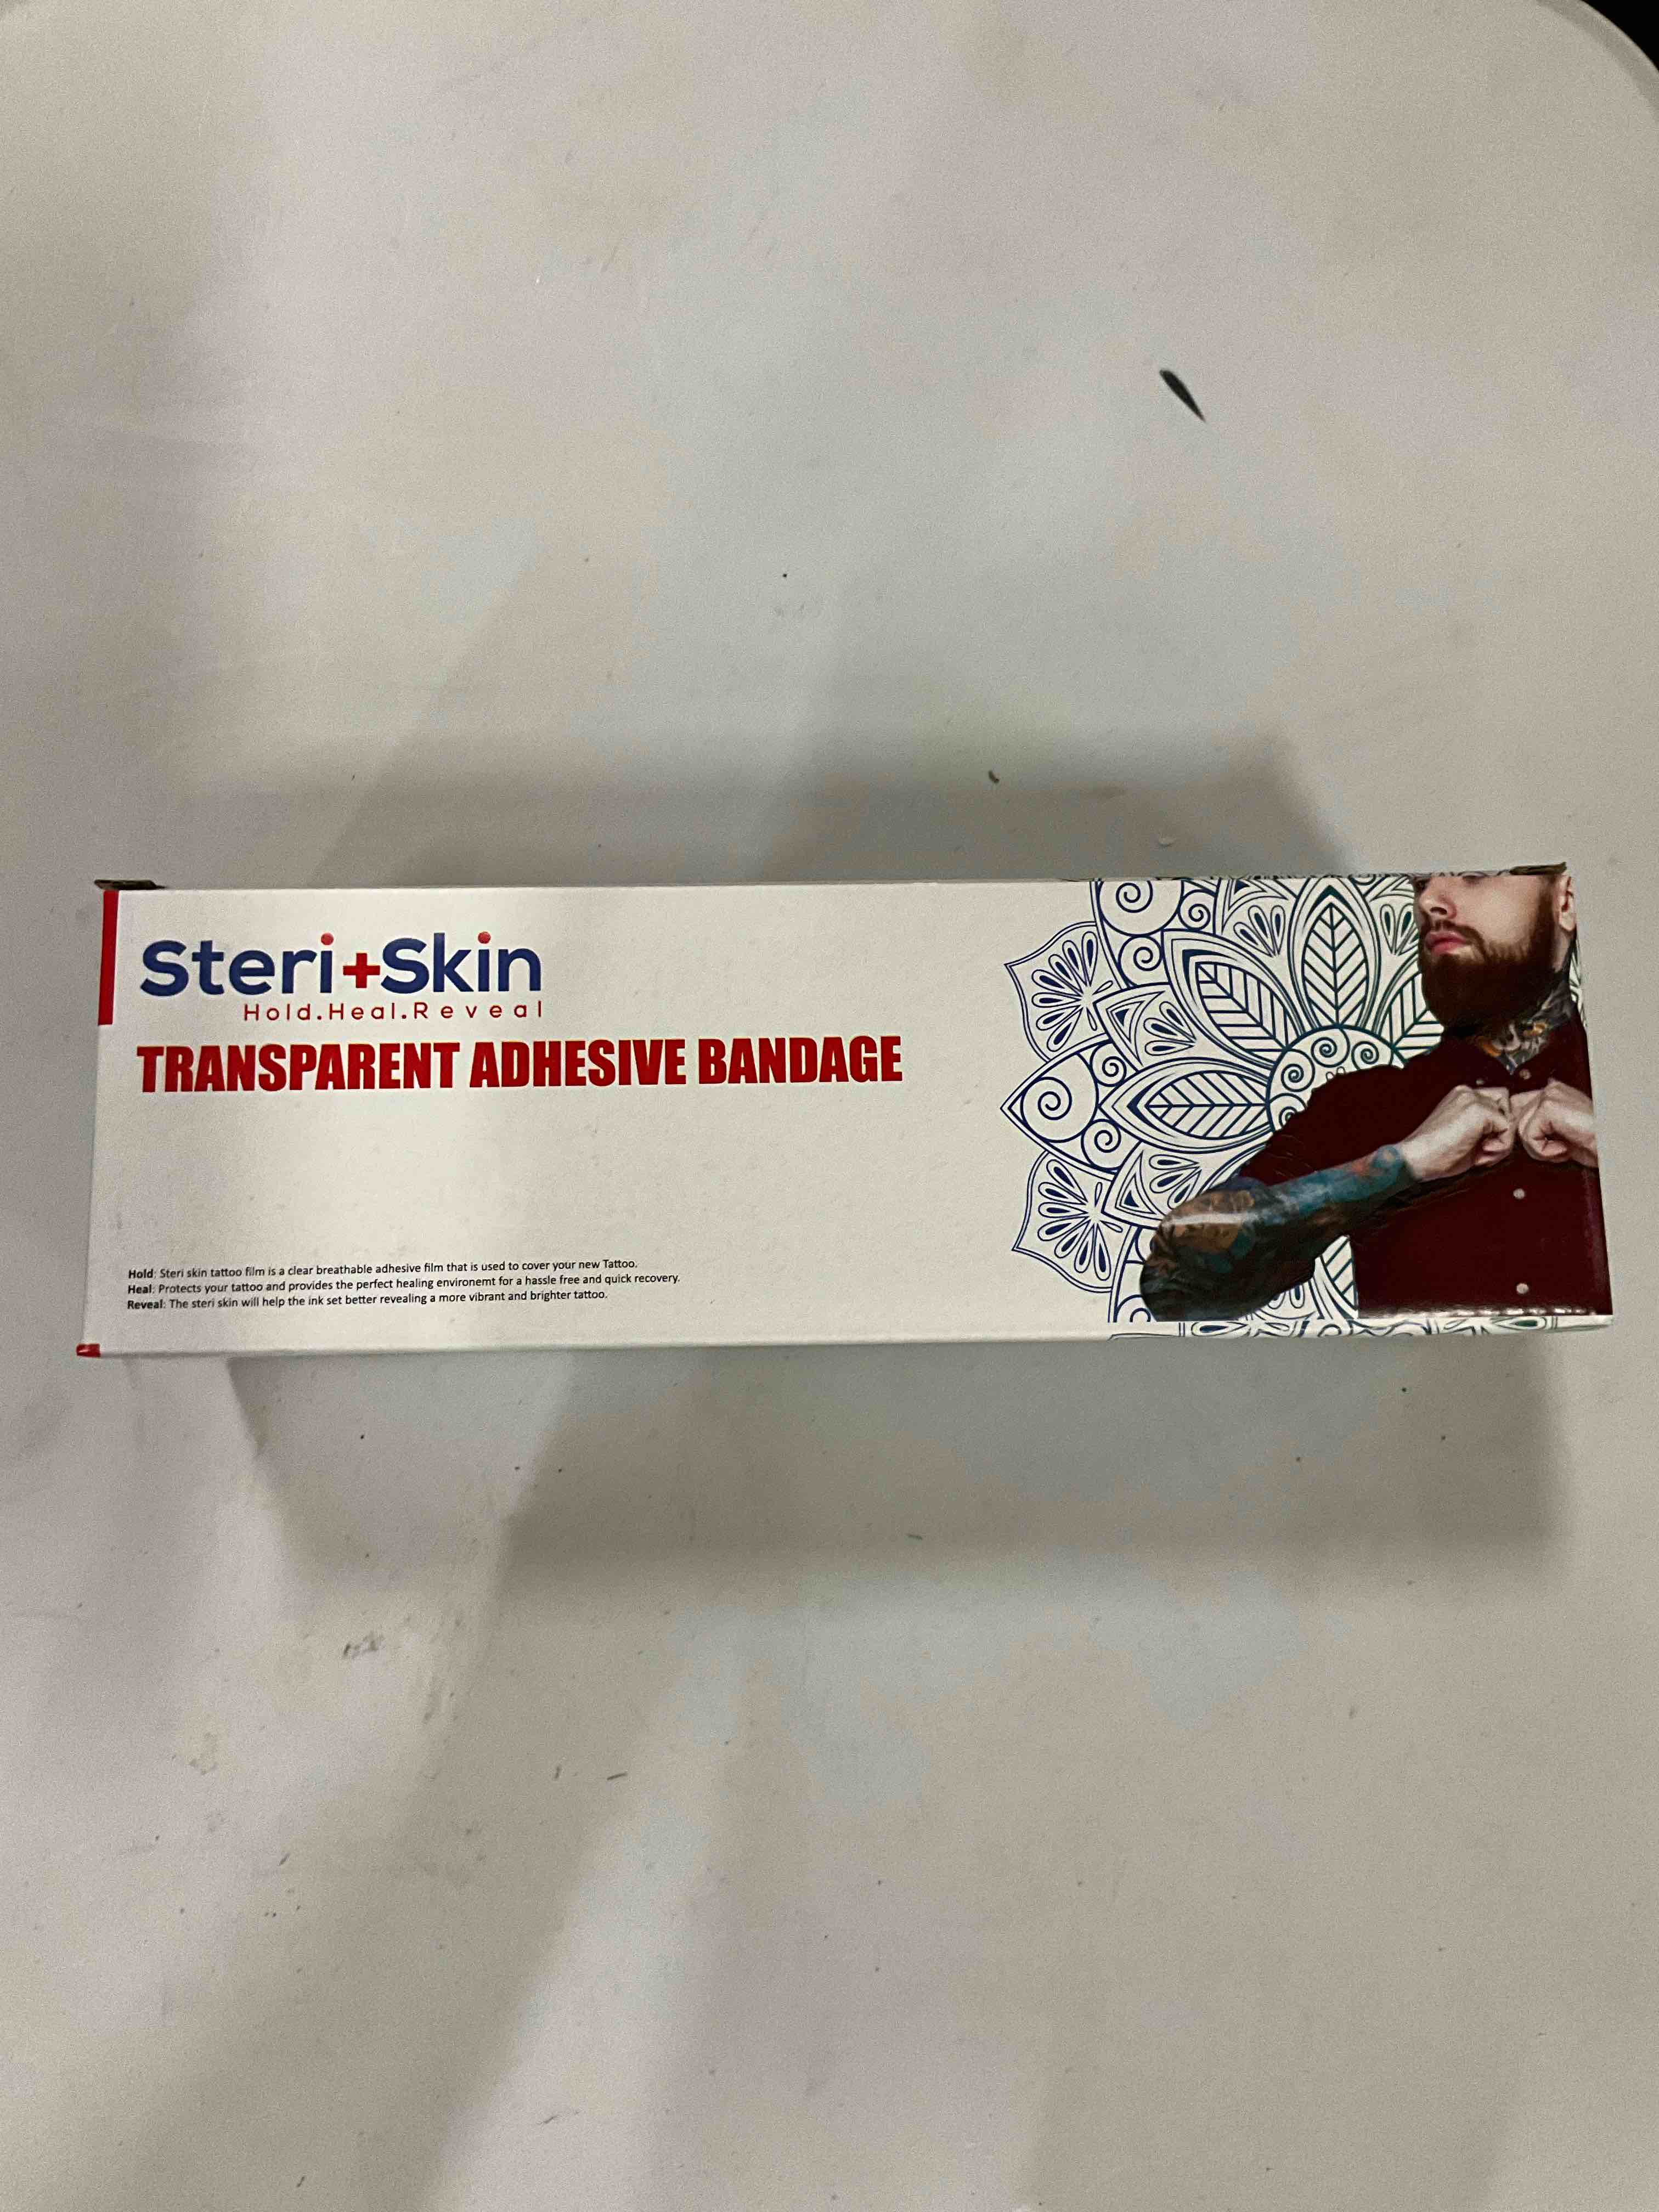 Steri+Skin
Hold.Heal.Reveal
TRANSPARENT ADHESIVE BANDAGE
Hold: Steri skin tattoo film is a clear breathable adhesive film that is used to cover your new Tattoo.
Heal: Protects your tattoo and provides the perfect healing environemt for a hassle free and quick recovery.
Reveal: The steri skin will help the ink set better revealing a more vibrant and brighter tattoo.